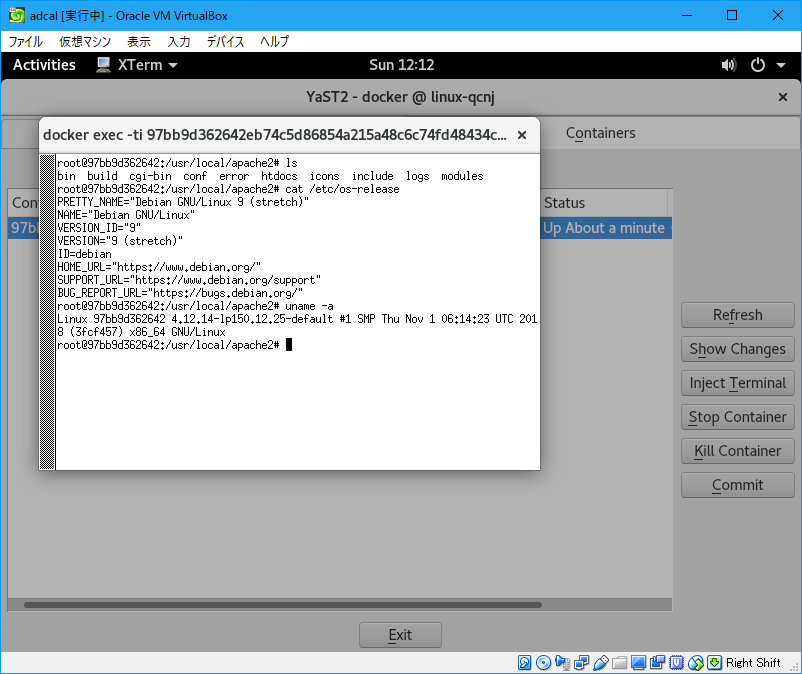 adcal [実行中] - Oracle VM VirtualBox
ファイル 仮想マシン 表示 入力 デバイス ヘルプ
Activities XTerm Sun 12:12
YaST2 - docker @ linux-qcnj
docker exec -ti 97bb9d362642eb74c5d86854a215a48c6c74fd48434c...
Containers
root@97bb9d362642:/usr/local/apache2# ls
bin build cgi-bin conf error htdocs icons include logs modules
root@97bb9d362642:/usr/local/apache2# cat /etc/os-release
PRETTY_NAME="Debian GNU/Linux 9 (stretch)"
NAME="Debian GNU/Linux"
VERSION_ID="9"
VERSION="9 (stretch)"
ID=debian
HOME_URL="https://www.debian.org/"
SUPPORT_URL="https://www.debian.org/support"
BUG_REPORT_URL="https://bugs.debian.org/"
root@97bb9d362642:/usr/local/apache2# uname -a
Linux 97bb9d362642 4.12.14-lp150.12.25-default #1 SMP Thu Nov 1 06:14:23 UTC 201
8 (3fcf457) x86_64 GNU/Linux
root@97bb9d362642:/usr/local/apache2#
Con Status
97b Up About a minute
Refresh
Show Changes
Inject Terminal
Stop Container
Kill Container
Commit
Exit
Right Shift